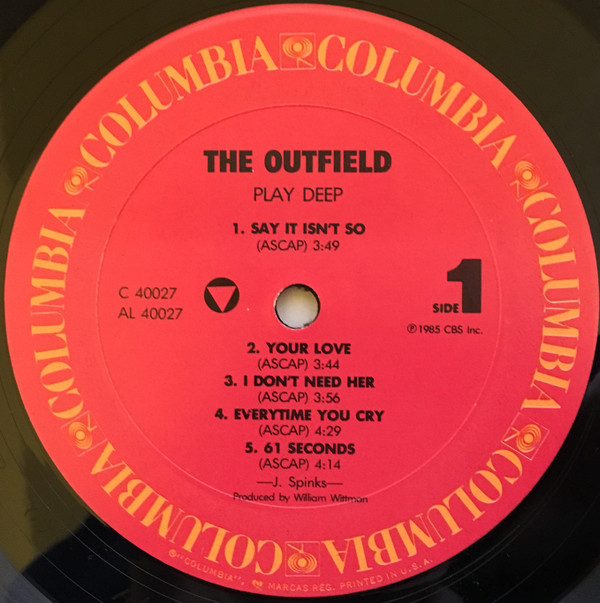 COLUMBIA COLUMBIA COLUMBIA COLUMBIA COLUMBIA COLUMBIA COLUMBIA COLUMBIA
THE OUTFIELD
PLAY DEEP
1. SAY IT ISN'T SO
(ASCAP) 3:49
C 40027
AL 40027
SIDE 1
℗ 1985 CBS Inc.
2. YOUR LOVE
(ASCAP) 3:44
3. I DON'T NEED HER
(ASCAP) 3:56
4. EVERYTIME YOU CRY
(ASCAP) 4:29
5. 61 SECONDS
(ASCAP) 4:14
—J. Spinks—
Produced by William Wittman
®"COLUMBIA", MARCAS REG. PRINTED IN U.S.A.